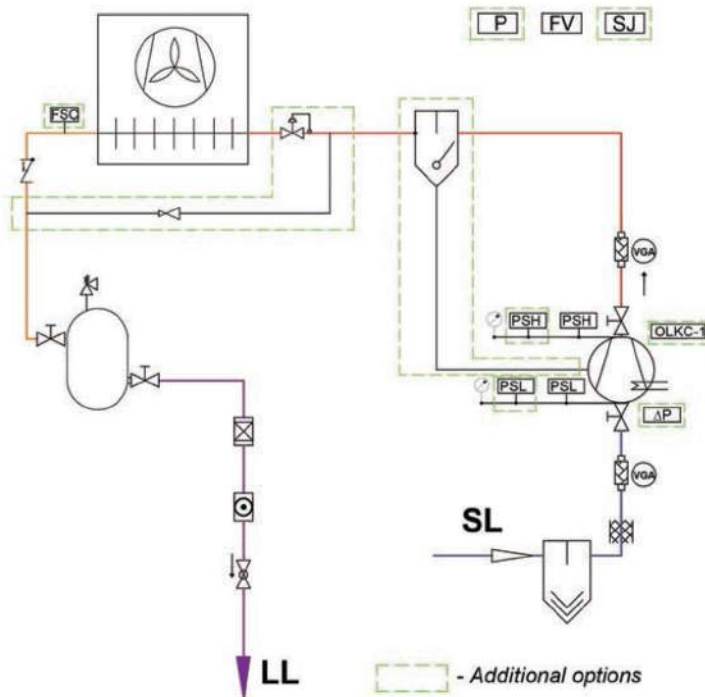 P FV SJ
FSC
VGA
PSH PSH OLKC-1
PSL PSL ΔP
VGA
SL
LL
- Additional options